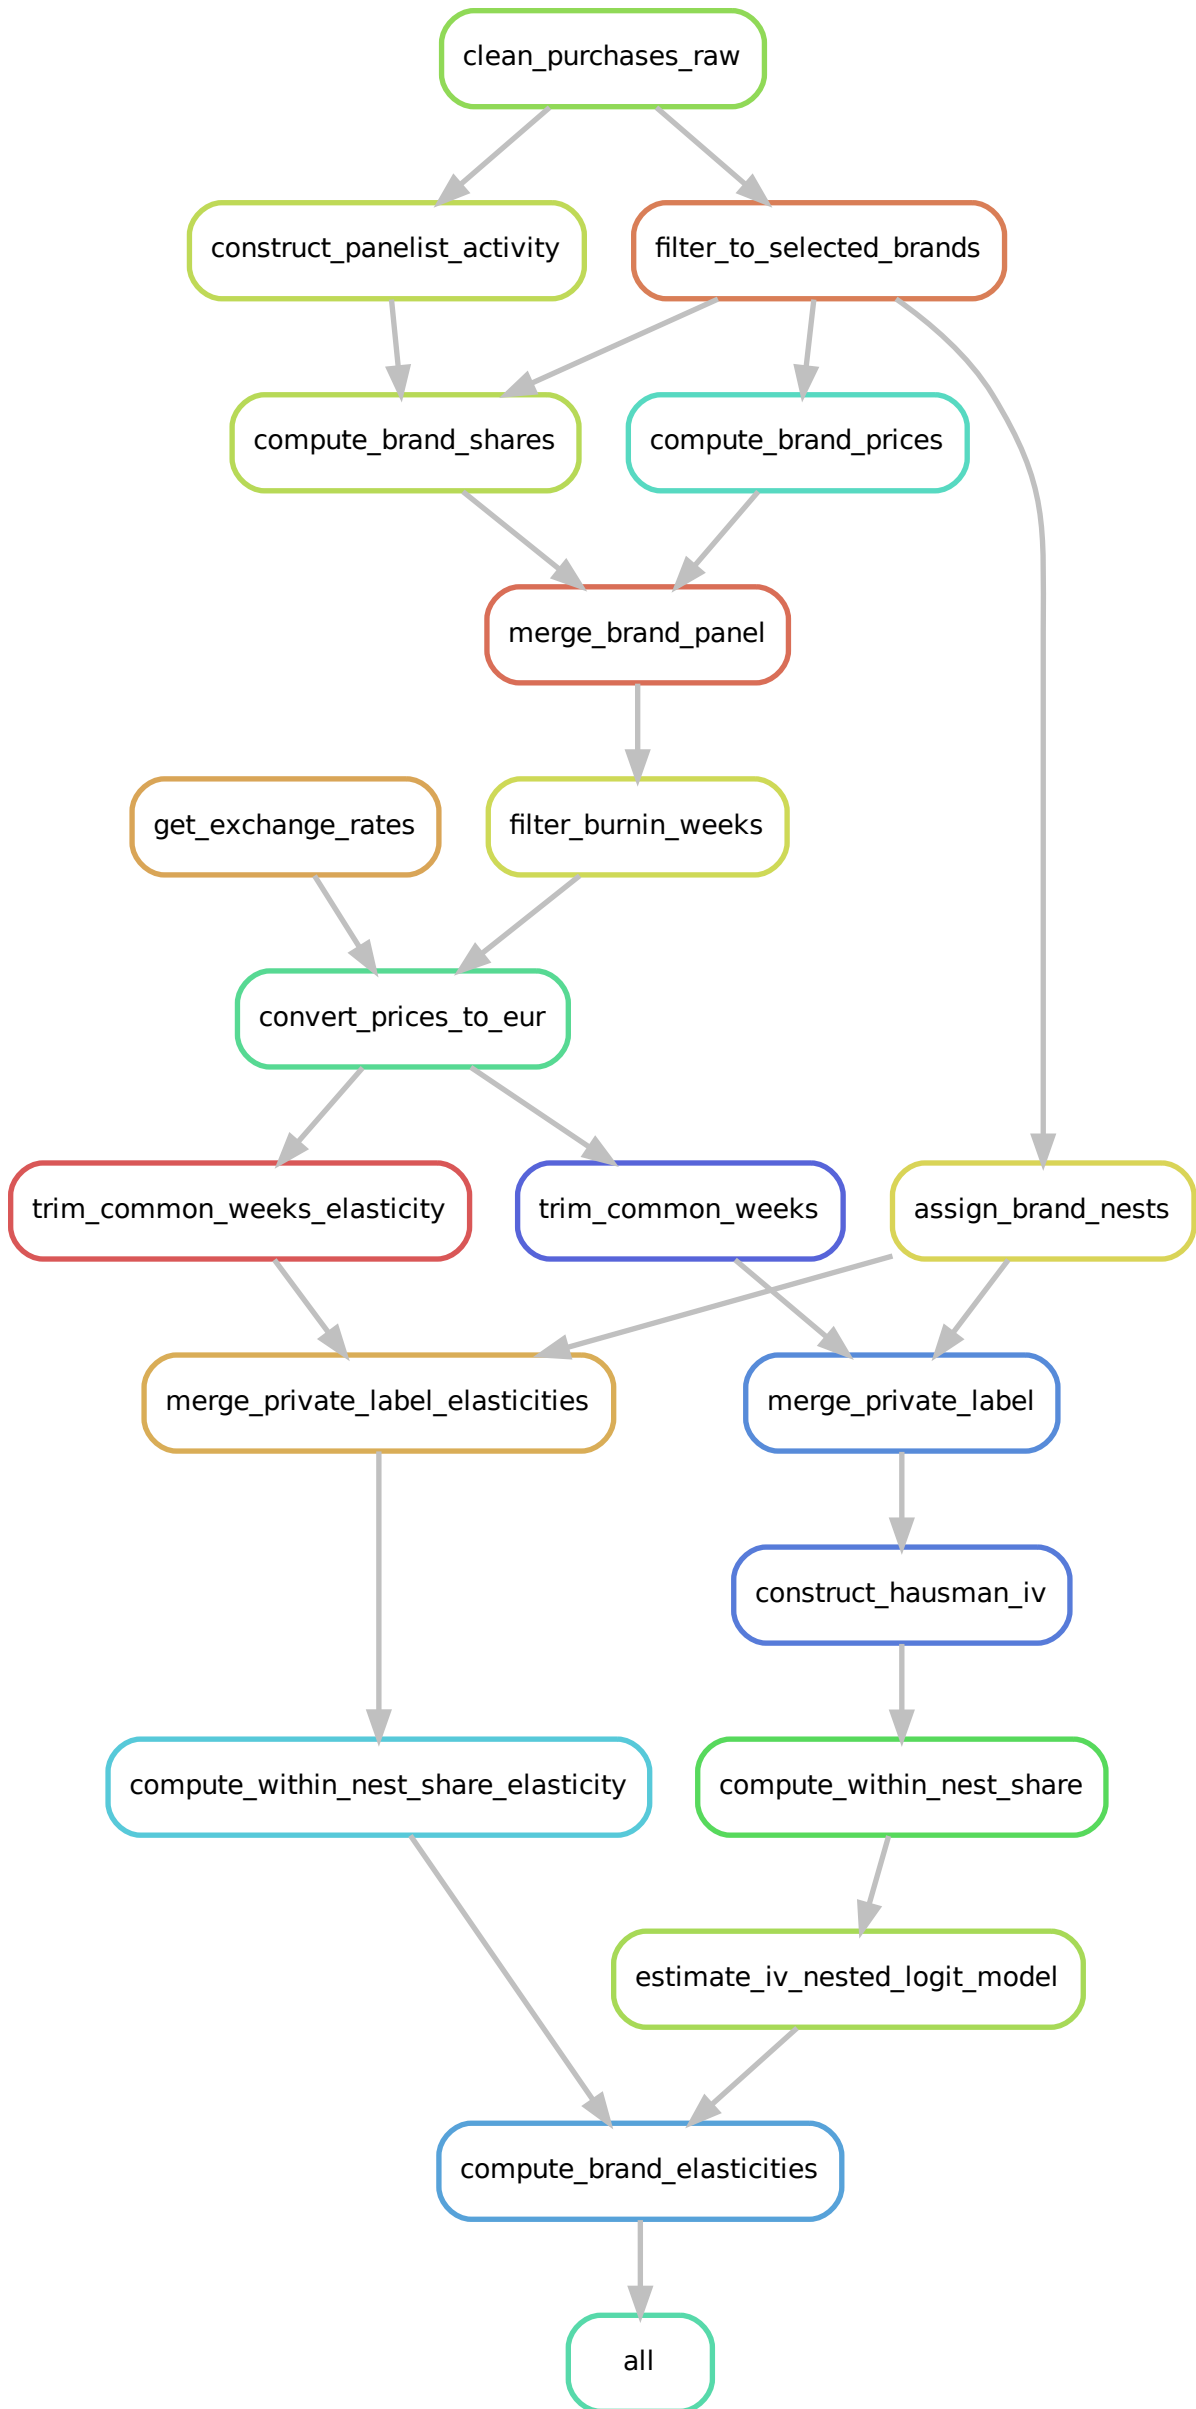 clean_purchases_raw
construct_panelist_activity
filter_to_selected_brands
compute_brand_shares
compute_brand_prices
merge_brand_panel
get_exchange_rates
filter_burnin_weeks
convert_prices_to_eur
trim_common_weeks_elasticity
trim_common_weeks
assign_brand_nests
merge_private_label_elasticities
merge_private_label
construct_hausman_iv
compute_within_nest_share_elasticity
compute_within_nest_share
estimate_iv_nested_logit_model
compute_brand_elasticities
all